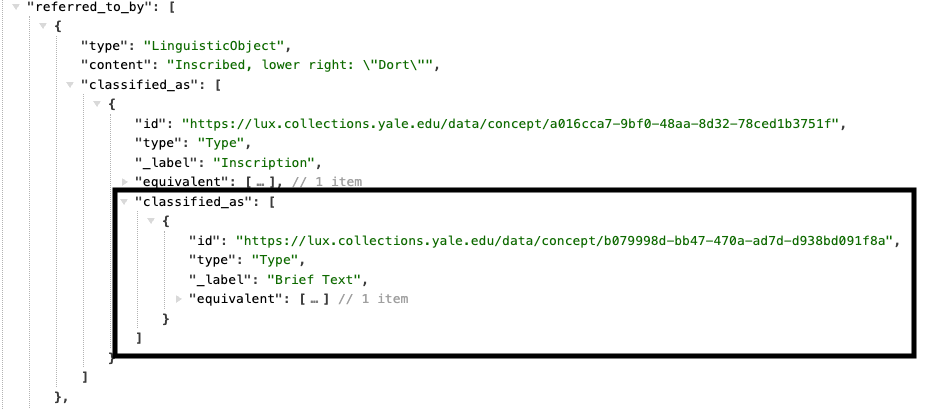 "referred_to_by": [
{
"type": "LinguisticObject",
"content": "Inscribed, lower right: \"Dort\"",
"classified_as": [
{
"id": "https://lux.collections.yale.edu/data/concept/a016cca7-9bf0-48aa-8d32-78ced1b3751f",
"type": "Type",
"_label": "Inscription",
"equivalent": [ … ], // 1 item
"classified_as": [
{
"id": "https://lux.collections.yale.edu/data/concept/b079998d-bb47-470a-ad7d-d938bd091f8a",
"type": "Type",
"_label": "Brief Text",
"equivalent": [ … ] // 1 item
}
]
}
]
},